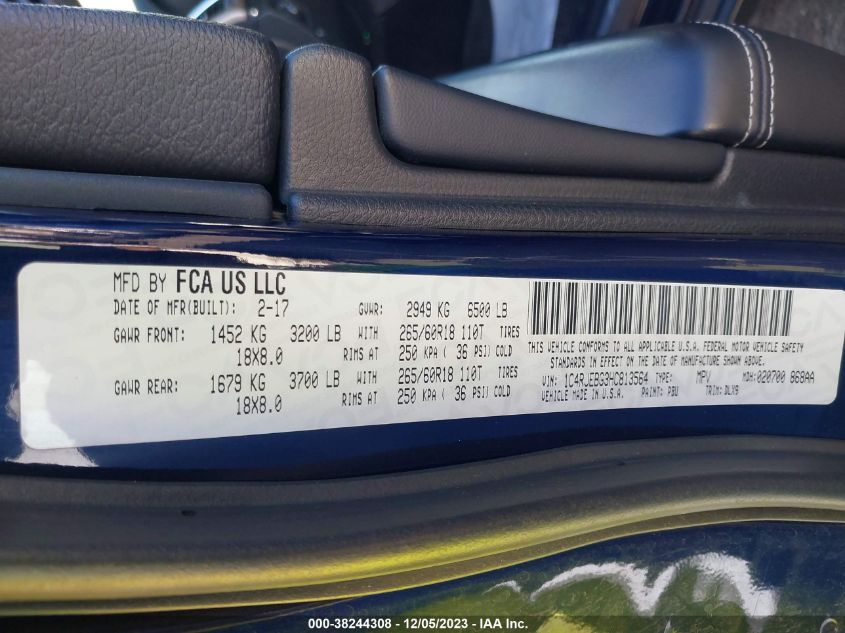 MFD BY FCA US LLC
DATE OF MFR(BUILT): 2-17 GVWR: 2949 KG 6500 LB
GAWR FRONT: 1452 KG 3200 LB WITH 265/60R18 110T TIRES
18X8.0 RIMS AT 250 KPA ( 36 PSI) COLD
GAWR REAR: 1679 KG 3700 LB WITH 265/60R18 110T TIRES
18X8.0 RIMS AT 250 KPA ( 36 PSI) COLD
THIS VEHICLE CONFORMS TO ALL APPLICABLE U.S.A. FEDERAL MOTOR VEHICLE SAFETY
STANDARDS IN EFFECT ON THE DATE OF MANUFACTURE SHOWN ABOVE.
VIN: 1C4RJEBG3HC813564 TYPE: MPV MDH: 020700 868AA
VEHICLE MADE IN U.S.A. PAINT: PBU TRIM: DLX9
000-38244308 - 12/05/2023 - © IAA, Inc.